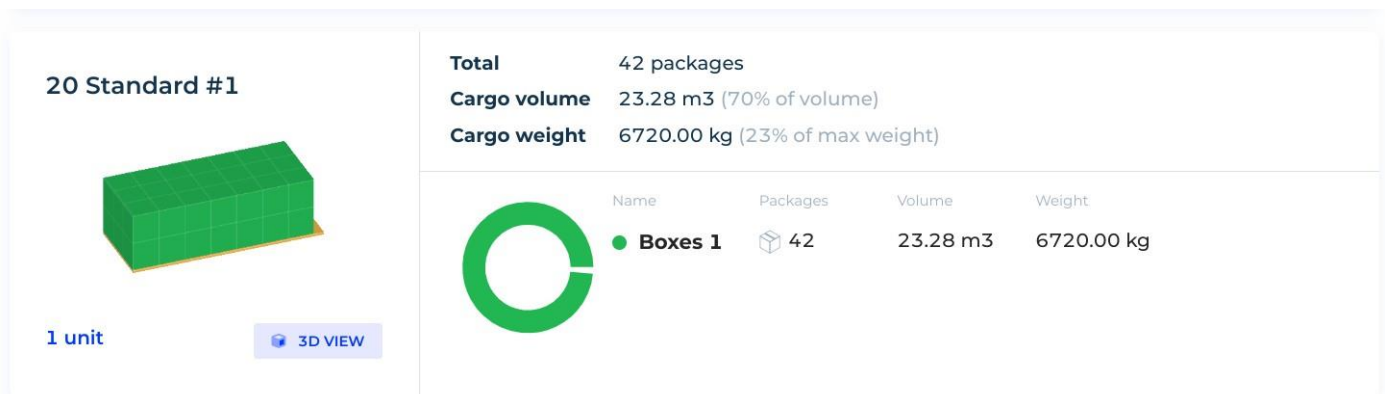 20 Standard #1
1 unit
3D VIEW
Total 42 packages
Cargo volume 23.28 m3 (70% of volume)
Cargo weight 6720.00 kg (23% of max weight)
Name Packages Volume Weight
Boxes 1 42 23.28 m3 6720.00 kg